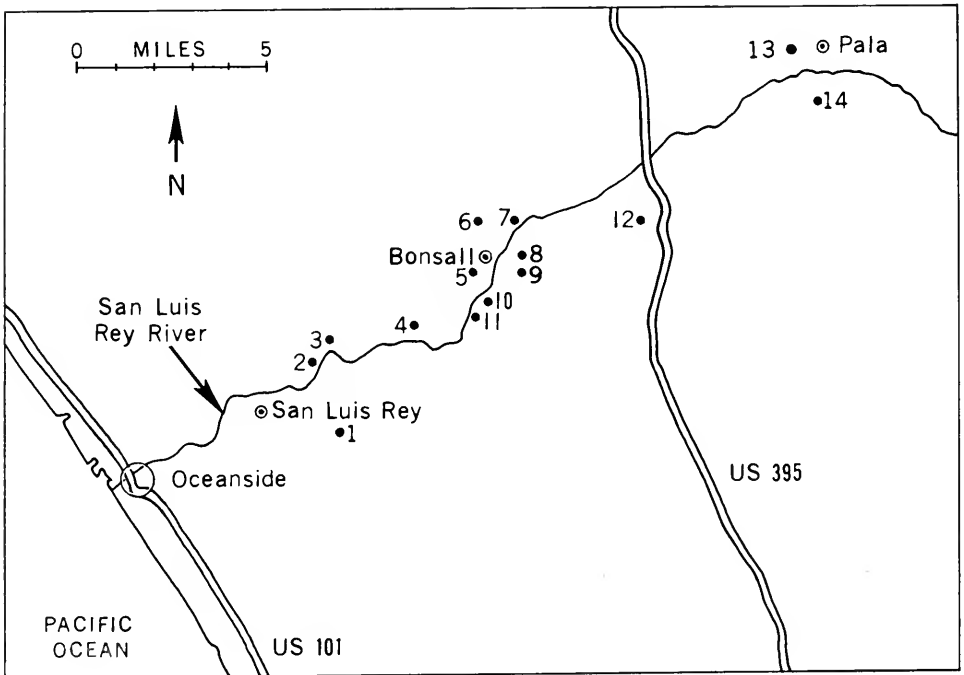 0 MILES 5
N
13
Pala
14
6
7
12
Bonsall
8
5
9
10
11
San Luis
Rey River
3
4
2
San Luis Rey
1
Oceanside
US 395
PACIFIC
OCEAN
US 101